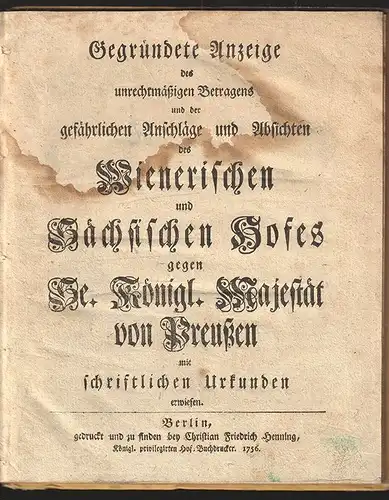 Gegründete Anzeige
des
unrechtmäßigen Betragens
und der
gefährlichen Anschläge und Absichten
des
Wienerischen
und
Sächsischen Hofes
gegen
Se. Königl. Majestät
von Preußen
mit
schriftlichen Urkunden
erwiesen.
Berlin,
gedruckt und zu finden bey Christian Friedrich Henning,
Königl. privilegirten Hof-Buchdrucker. 1756.